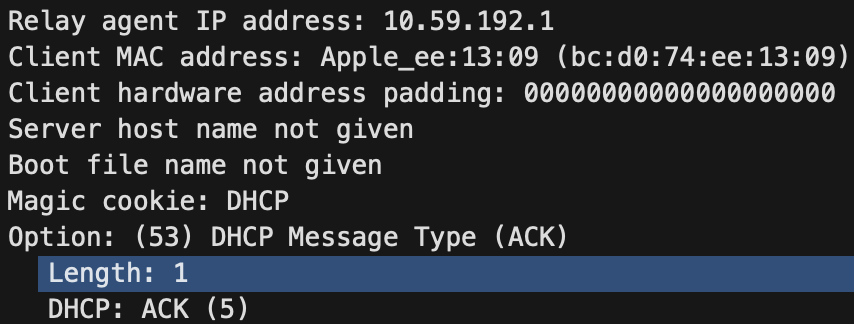 Relay agent IP address: 10.59.192.1
Client MAC address: Apple_ee:13:09 (bc:d0:74:ee:13:09)
Client hardware address padding: 00000000000000000000
Server host name not given
Boot file name not given
Magic cookie: DHCP
Option: (53) DHCP Message Type (ACK)
Length: 1
DHCP: ACK (5)